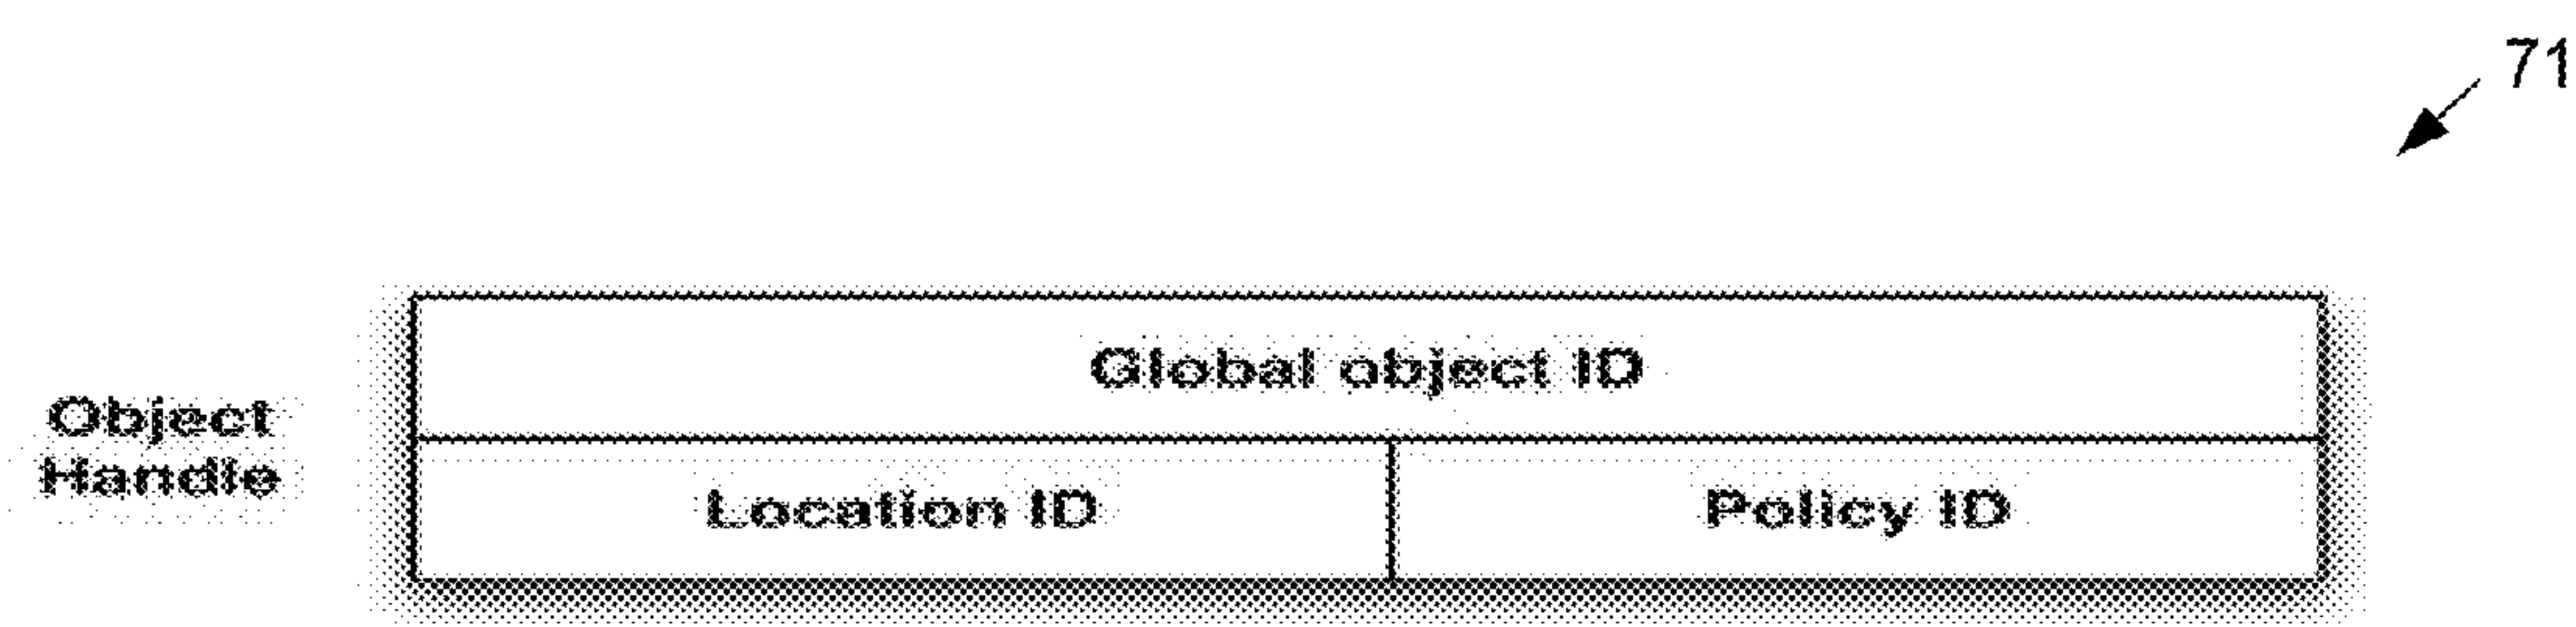 71
Global object ID
Object
Handle
Location ID
Policy ID